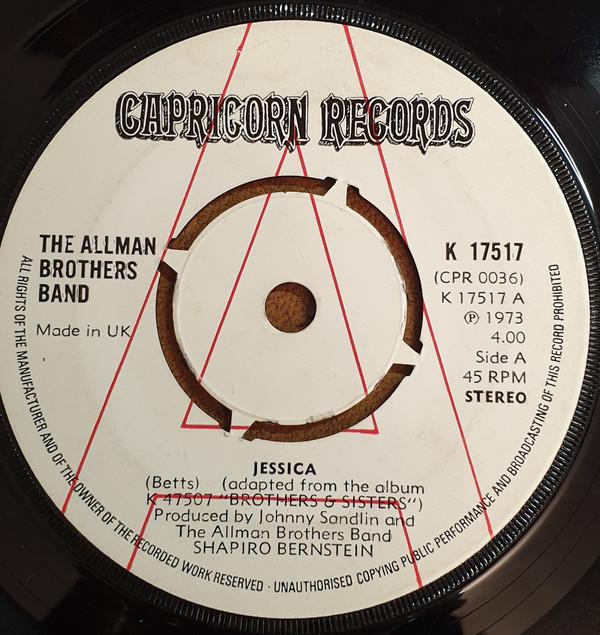 CAPRICORN RECORDS
THE ALLMAN
BROTHERS
BAND
Made in UK
K 17517
(CPR 0036)
K 17517 A
Ⓟ 1973
4.00
Side A
45 RPM
STEREO
A
JESSICA
(Betts) (adapted from the album
K 47507 "BROTHERS & SISTERS")
Produced by Johnny Sandlin and
The Allman Brothers Band
SHAPIRO BERNSTEIN
ALL RIGHTS OF THE MANUFACTURER AND OF THE OWNER OF THE RECORDED WORK RESERVED · UNAUTHORISED COPYING PUBLIC PERFORMANCE AND BROADCASTING OF THIS RECORD PROHIBITED